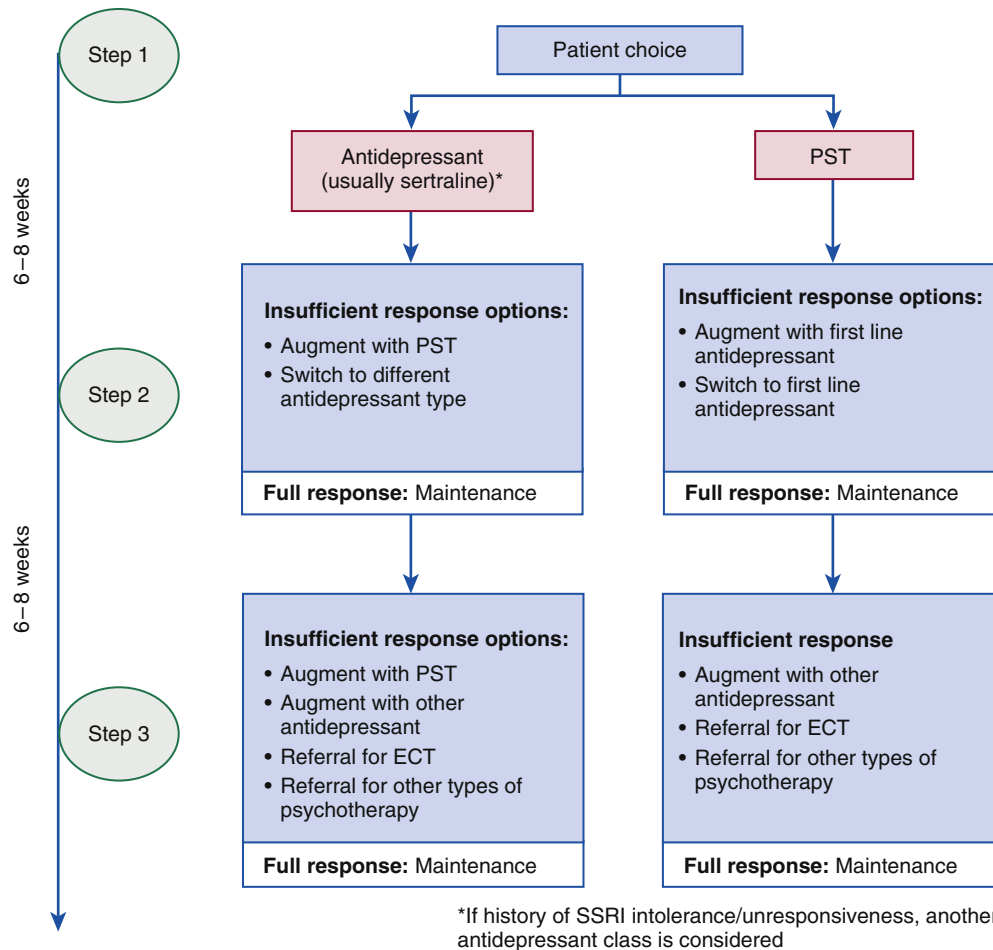 Step 1
Patient choice
Antidepressant
(usually sertraline)*
PST
6–8 weeks
Insufficient response options:
• Augment with PST
• Switch to different
antidepressant type
Full response: Maintenance
Insufficient response options:
• Augment with first line
antidepressant
• Switch to first line
antidepressant
Full response: Maintenance
Step 2
6–8 weeks
Insufficient response options:
• Augment with PST
• Augment with other
antidepressant
• Referral for ECT
• Referral for other types of
psychotherapy
Full response: Maintenance
Insufficient response
• Augment with other
antidepressant
• Referral for ECT
• Referral for other types of
psychotherapy
Full response: Maintenance
Step 3
*If history of SSRI intolerance/unresponsiveness, another
antidepressant class is considered